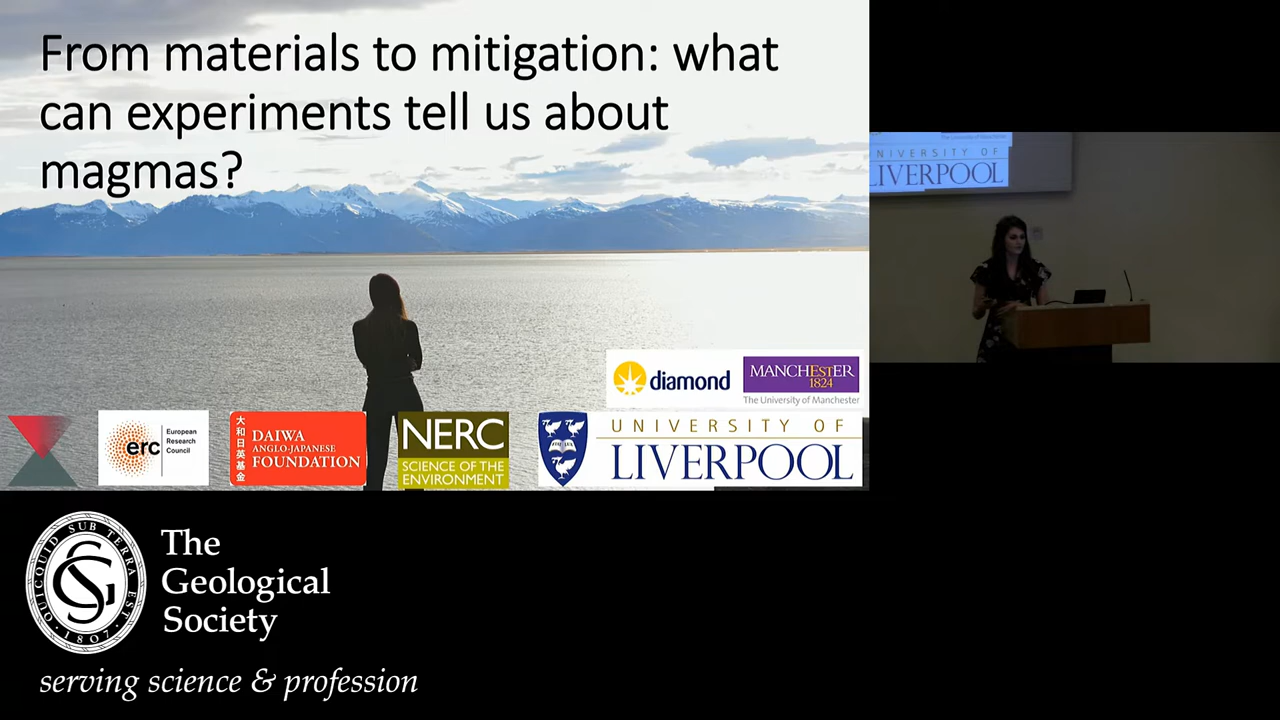 From materials to mitigation: what
can experiments tell us about
magmas?
diamond
MANCHESTER
1824
The University of Manchester
erc
European
Research
Council
大和日英基金
DAIWA
ANGLO-JAPANESE
FOUNDATION
NERC
SCIENCE OF THE
ENVIRONMENT
UNIVERSITY OF
LIVERPOOL
NIVERSITY OF
LIVERPOOL
QUICQUID SUB TERRA EST
1807
The
Geological
Society
serving science & profession